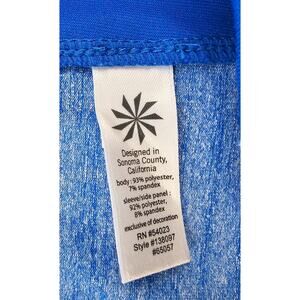 Designed in
Sonoma County,
California
body: 93% polyester,
7% spandex
sleeve/side panel:
92% polyester,
8% spandex
exclusive of decoration
RN #54023
Style #138097
#65057